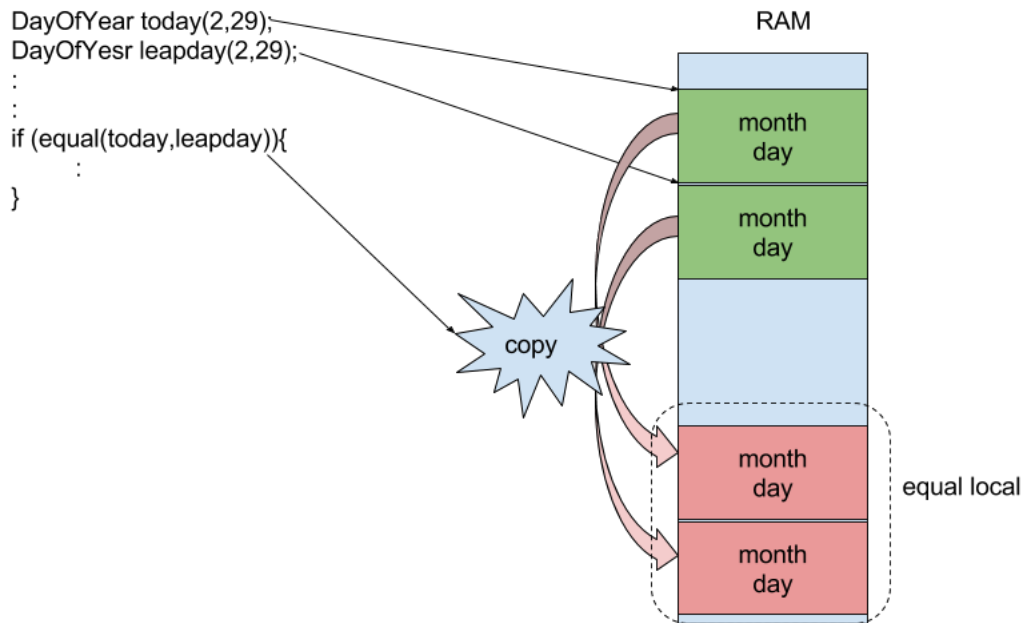 DayOfYear today(2,29);
DayOfYesr leapday(2,29);
:
:
if (equal(today,leapday)){
:
}
RAM
month
day
month
day
copy
month
day
equal local
month
day